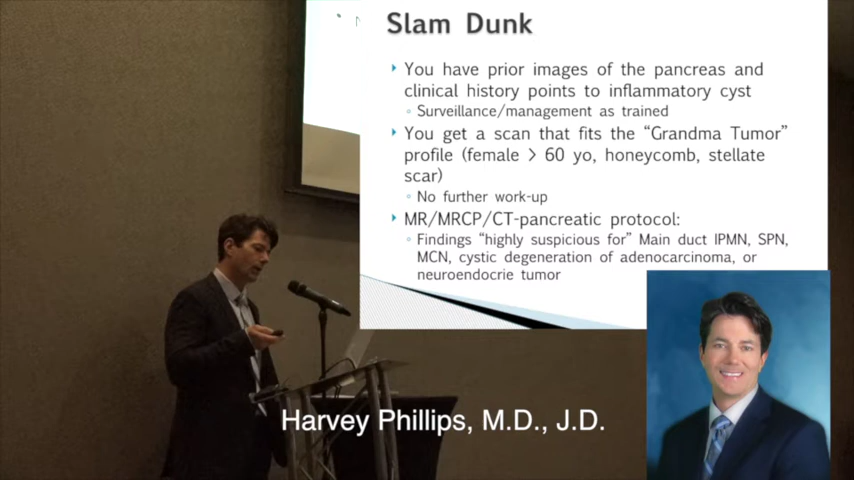 Slam Dunk
You have prior images of the pancreas and
clinical history points to inflammatory cyst
Surveillance/management as trained
You get a scan that fits the “Grandma Tumor”
profile (female > 60 yo, honeycomb, stellate
scar)
No further work-up
MR/MRCP/CT-pancreatic protocol:
Findings “highly suspicious for” Main duct IPMN, SPN,
MCN, cystic degeneration of adenocarcinoma, or
neuroendocrie tumor
Harvey Phillips, M.D., J.D.